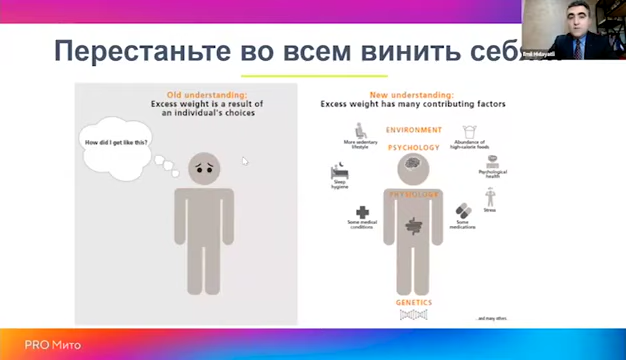 Перестаньте во всем винить себя
Emil Hidayatli
Old understanding:
Excess weight is a result of
an individual's choices
How did I get like this?
New understanding:
Excess weight has many contributing factors
ENVIRONMENT
More sedentary
lifestyle
Abundance of
high-calorie foods
PSYCHOLOGY
Psychological
health
Sleep
hygiene
PHYSIOLOGY
Stress
Some medical
conditions
Some
medications
GENETICS
...and many others
PRO Мито